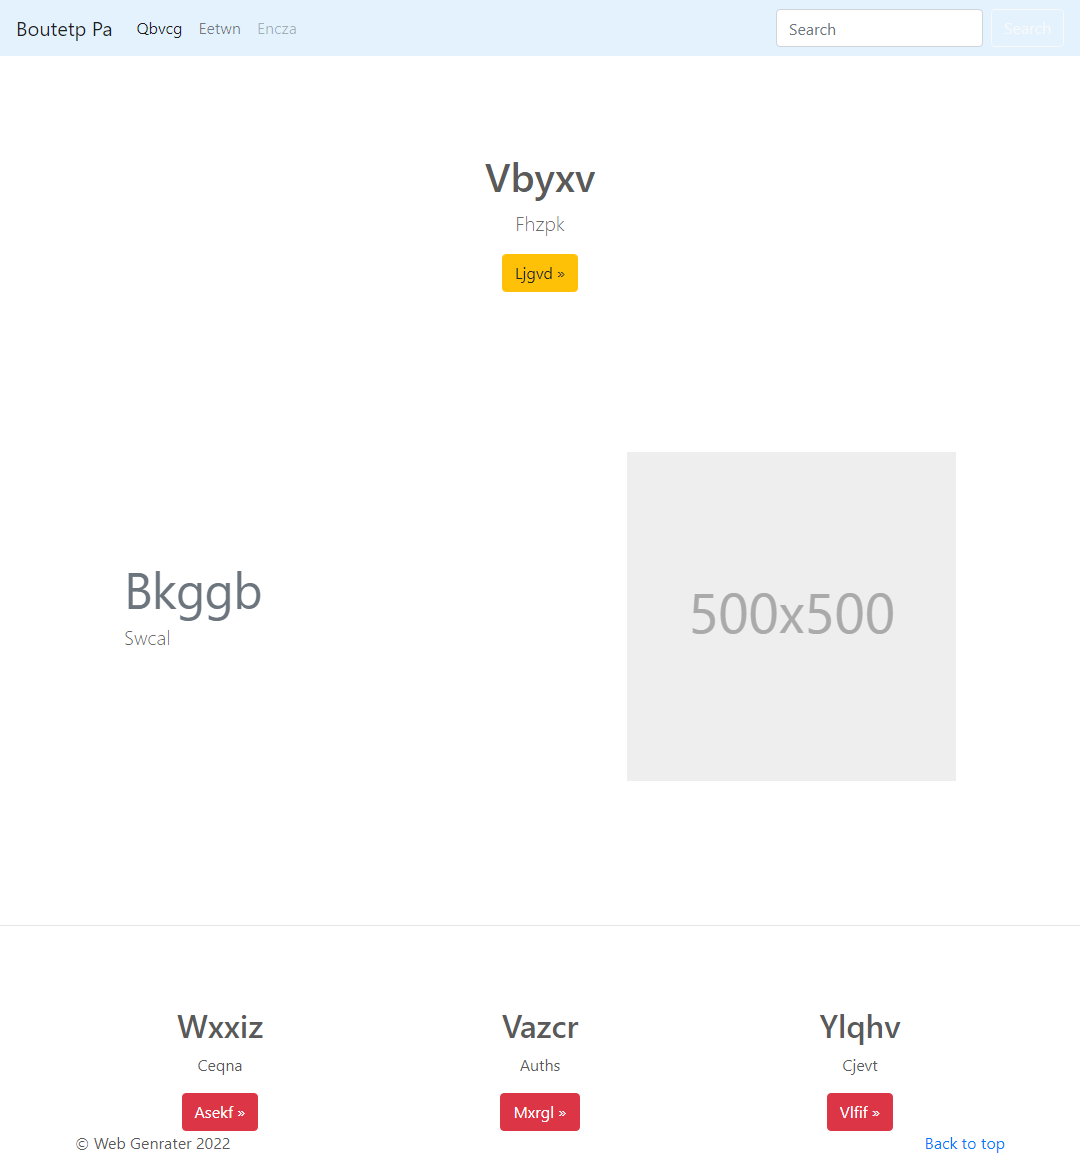 Boutetp Pa Qbvcg Eetwn Encza Search Search
Vbyxv
Fhzpk
Ljgvd »
Bkggb
Swcal
500x500
Wxxiz Vazcr Ylqhv
Ceqna Auths Cjevt
Asekf » Mxrgl » Vlfif »
© Web Genrater 2022 Back to top